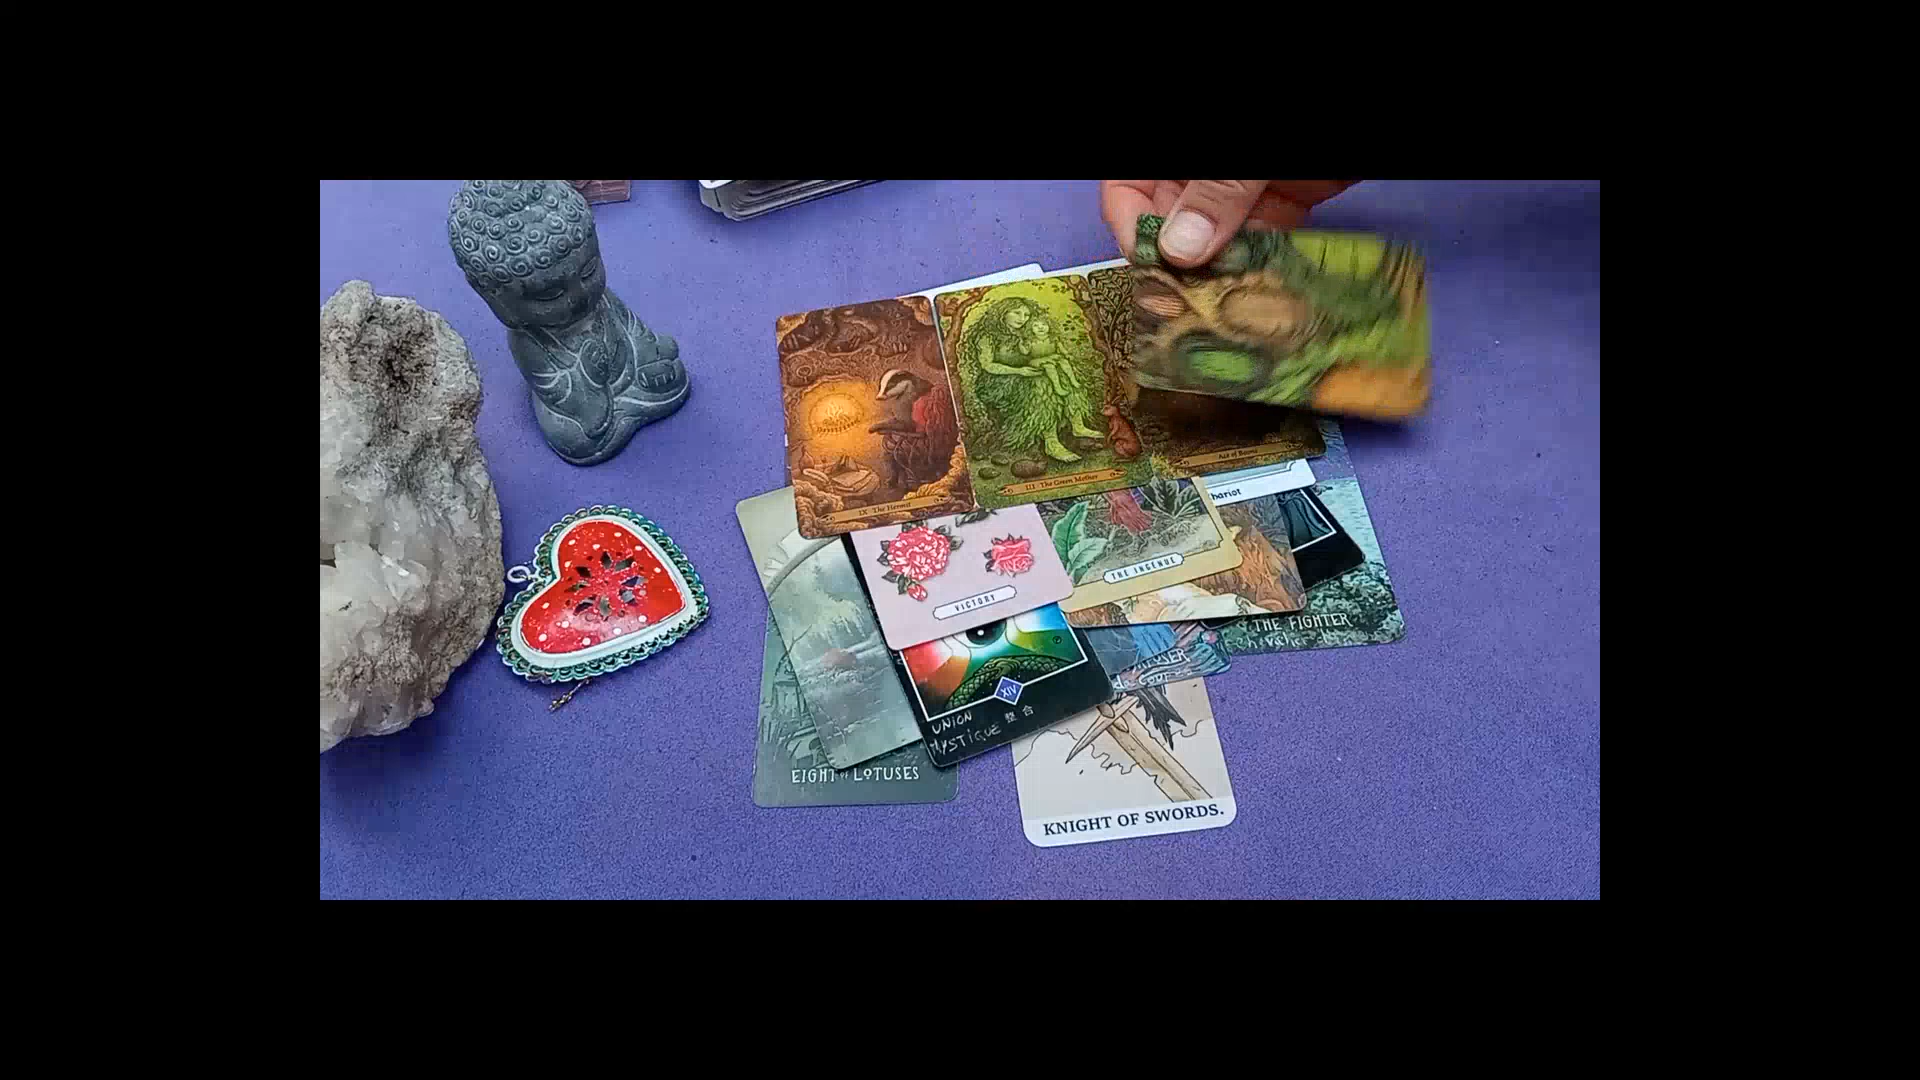 IX The Hermit
III The Green Mother
hariot
THE INGENUE
VICTORY
THE FIGHTER
XIV
UNION 整合
MYSTIQUE
EIGHT OF LOTUSES
KNIGHT OF SWORDS.